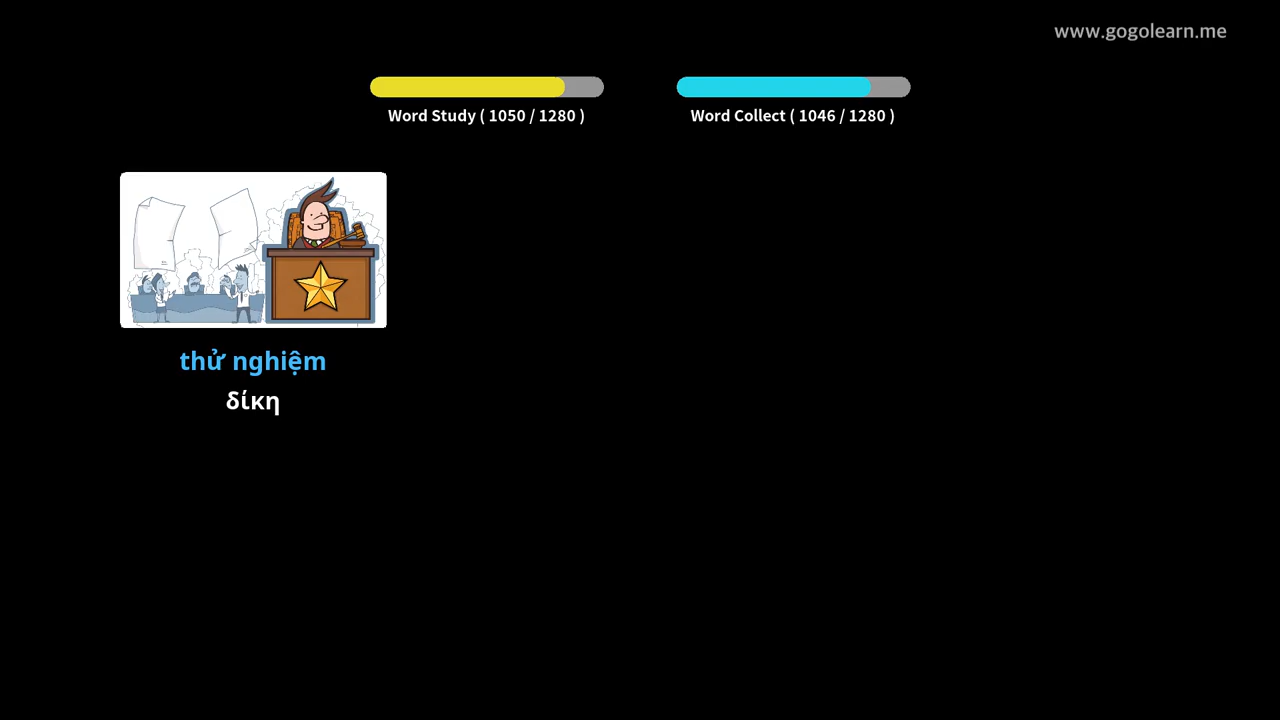 www.gogolearn.me
Word Study ( 1050 / 1280 )
Word Collect ( 1046 / 1280 )
thử nghiệm
δίκη